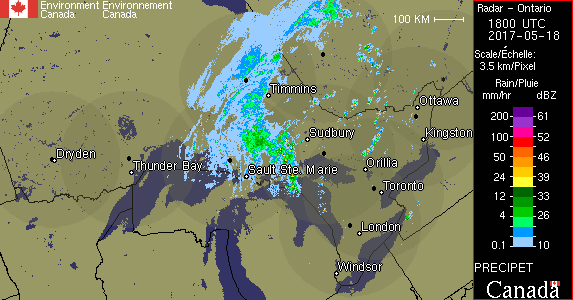 Environment Environnement
Canada Canada
100 KM
Timmins
Ottawa
Sudbury
Kingston
Dryden
Thunder Bay
Orillia
Sault Ste. Marie
Toronto
London
Windsor
Radar - Ontario
1800 UTC
2017-05-18
Scale/Échelle:
3.5 km/Pixel
Rain/Pluie
mm/hr dBZ
200 61
100 52
50 46
24 39
12 33
4 26
0.1 10
PRECIPET
Canada